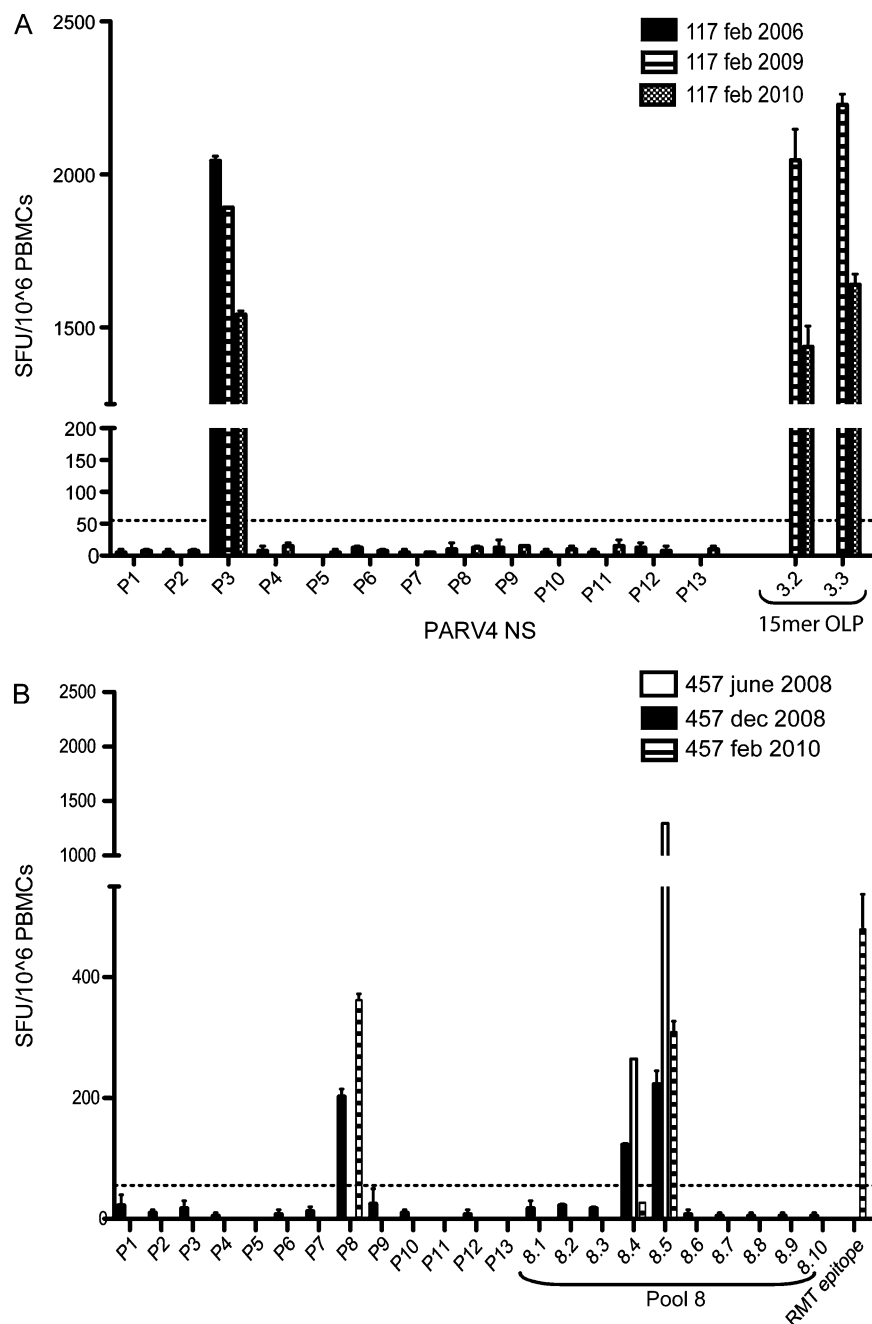 A
2500
2000
1500
200
150
100
50
0
SFU/10^6 PBMCs
117 feb 2006
117 feb 2009
117 feb 2010
P1
P2
P3
P4
P5
P6
P7
P8
P9
P10
P11
P12
P13
3.2
3.3
15mer OLP
PARV4 NS
B
2500
2000
1500
1000
400
200
0
SFU/10^6 PBMCs
457 june 2008
457 dec 2008
457 feb 2010
P1
P2
P3
P4
P5
P6
P7
P8
P9
P10
P11
P12
P13
8.1
8.2
8.3
8.4
8.5
8.6
8.7
8.8
8.9
8.10
RMT epitope
Pool 8